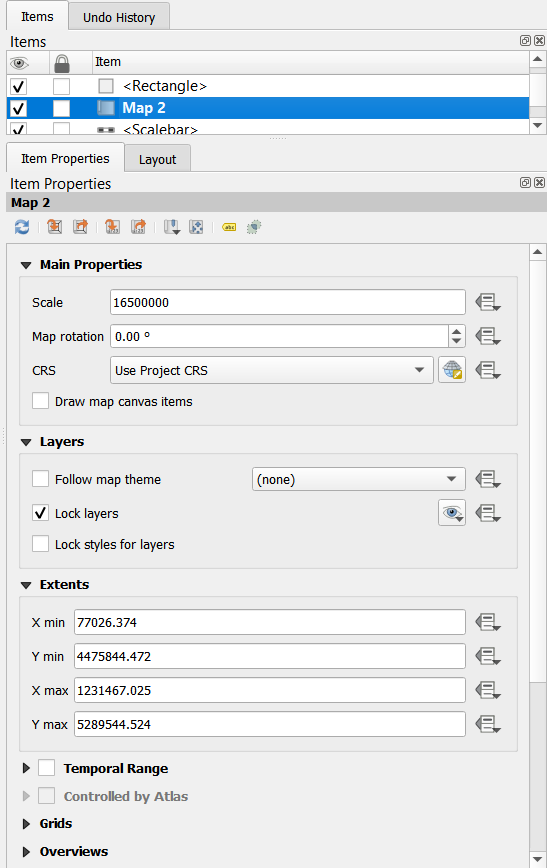 Items Undo History
Items
Item
<Rectangle>
Map 2
<Scalebar>
Item Properties Layout
Item Properties
Map 2
abc
Main Properties
Scale 16500000
Map rotation 0.00 °
CRS Use Project CRS
Draw map canvas items
Layers
Follow map theme (none)
Lock layers
Lock styles for layers
Extents
X min 77026.374
Y min 4475844.472
X max 1231467.025
Y max 5289544.524
Temporal Range
Controlled by Atlas
Grids
Overviews